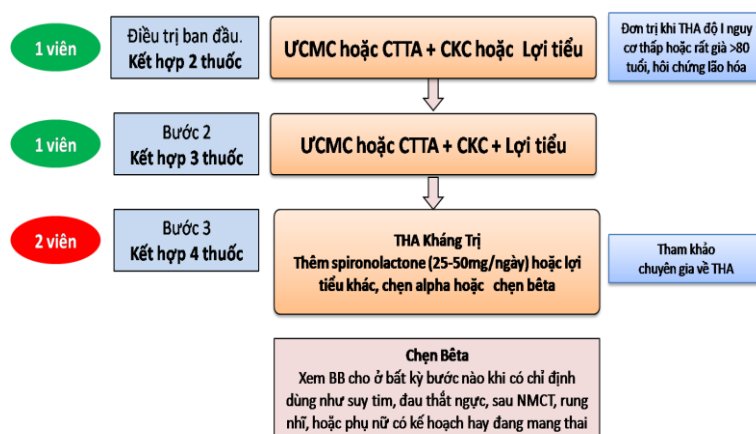 1 viên
Điều trị ban đầu.
Kết hợp 2 thuốc
ƯCMC hoặc CTTA + CKC hoặc Lợi tiểu
Đơn trị khi THA độ I nguy
cơ thấp hoặc rất già >80
tuổi, hôi chứng lão hóa
1 viên
Bước 2
Kết hợp 3 thuốc
ƯCMC hoặc CTTA + CKC + Lợi tiểu
2 viên
Bước 3
Kết hợp 4 thuốc
THA Kháng Trị
Thêm spironolactone (25-50mg/ngày) hoặc lợi
tiểu khác, chẹn alpha hoặc chẹn bêta
Tham khảo
chuyên gia về THA
Chẹn Bêta
Xem BB cho ở bất kỳ bước nào khi có chỉ định
dùng như suy tim, đau thắt ngực, sau NMCT, rung
nhĩ, hoặc phụ nữ có kế hoạch hay đang mang thai